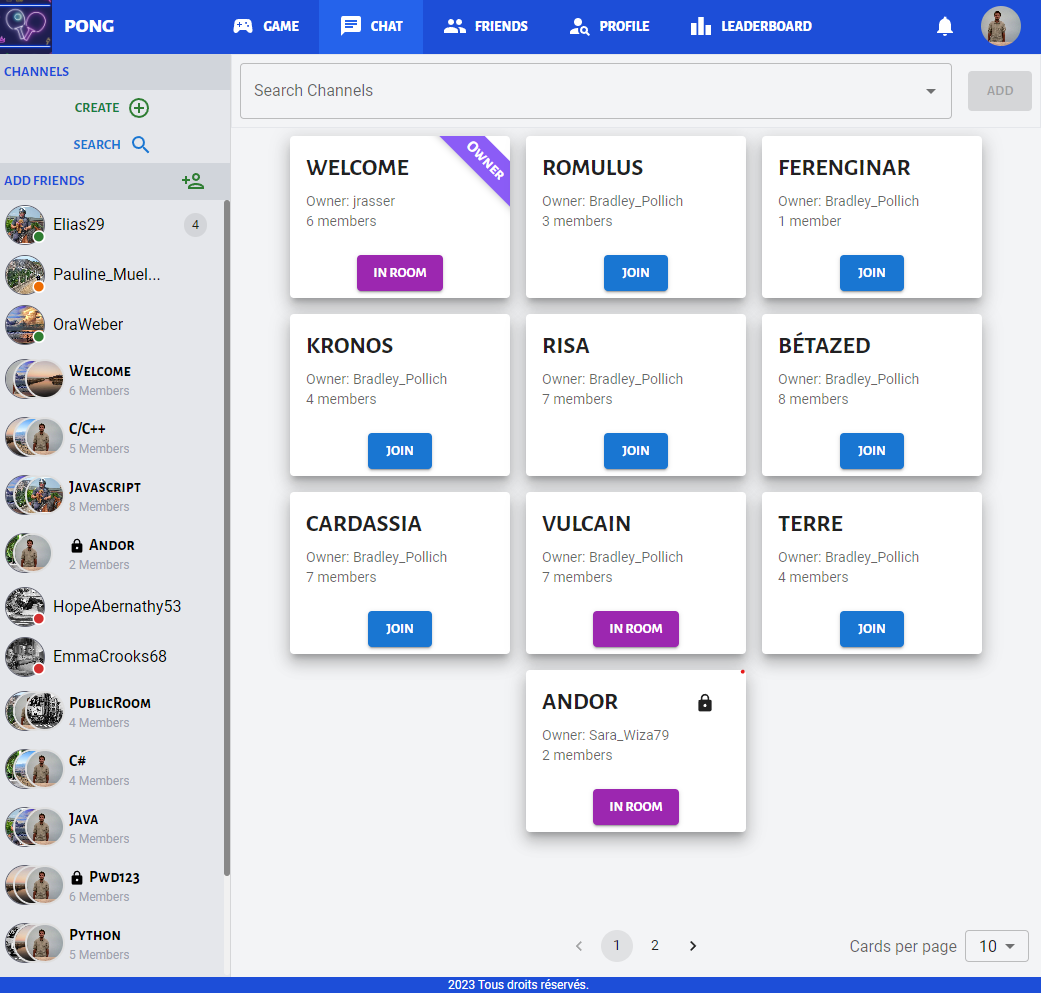 PONG
GAME
CHAT
FRIENDS
PROFILE
LEADERBOARD
CHANNELS
CREATE
SEARCH
ADD FRIENDS
Elias29
4
Pauline_Muel...
OraWeber
Welcome
6 Members
C/C++
5 Members
Javascript
8 Members
Andor
2 Members
HopeAbernathy53
EmmaCrooks68
PublicRoom
4 Members
C#
4 Members
Java
5 Members
Pwd123
6 Members
Python
5 Members
Search Channels
ADD
WELCOME
Owner
Owner: jrasser
6 members
IN ROOM
ROMULUS
Owner: Bradley_Pollich
3 members
JOIN
FERENGINAR
Owner: Bradley_Pollich
1 member
JOIN
KRONOS
Owner: Bradley_Pollich
4 members
JOIN
RISA
Owner: Bradley_Pollich
7 members
JOIN
BÉTAZED
Owner: Bradley_Pollich
8 members
JOIN
CARDASSIA
Owner: Bradley_Pollich
7 members
JOIN
VULCAIN
Owner: Bradley_Pollich
7 members
IN ROOM
TERRE
Owner: Bradley_Pollich
4 members
JOIN
ANDOR
Owner: Sara_Wiza79
2 members
IN ROOM
1
2
Cards per page
10
2023 Tous droits réservés.